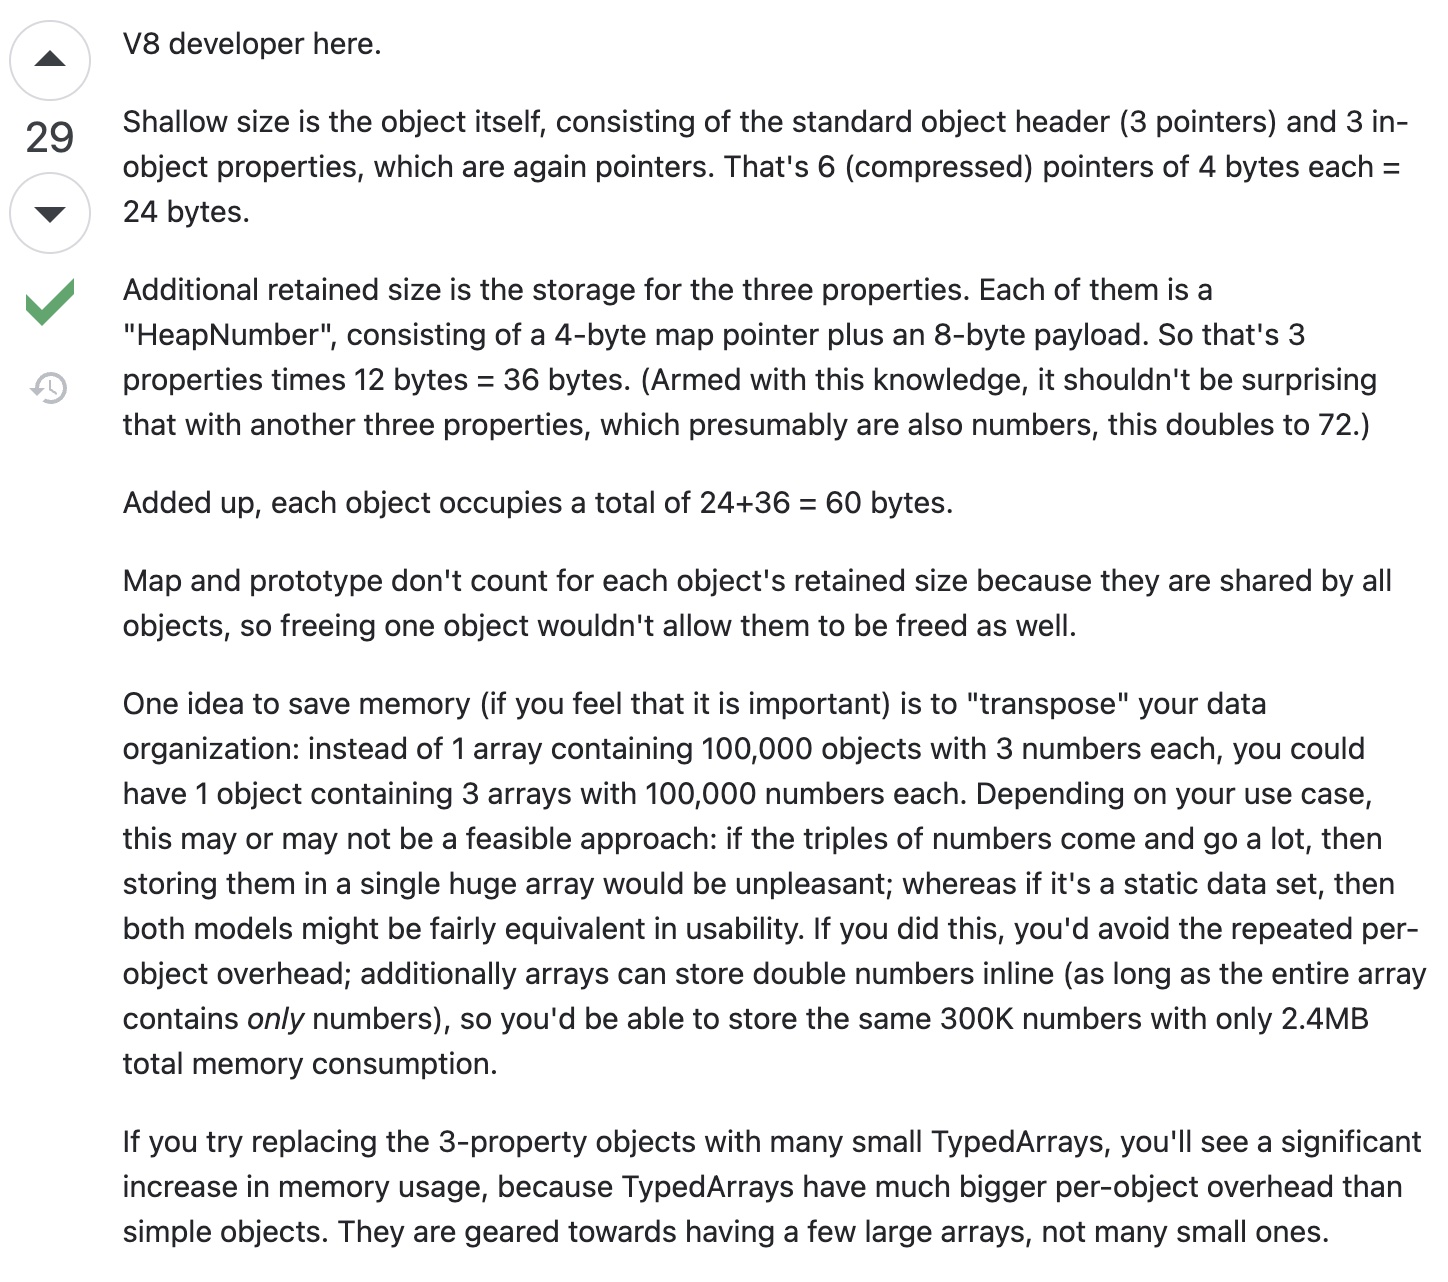 V8 developer here.
29
Shallow size is the object itself, consisting of the standard object header (3 pointers) and 3 in-
object properties, which are again pointers. That's 6 (compressed) pointers of 4 bytes each =
24 bytes.
Additional retained size is the storage for the three properties. Each of them is a
"HeapNumber", consisting of a 4-byte map pointer plus an 8-byte payload. So that's 3
properties times 12 bytes = 36 bytes. (Armed with this knowledge, it shouldn't be surprising
that with another three properties, which presumably are also numbers, this doubles to 72.)
Added up, each object occupies a total of 24+36 = 60 bytes.
Map and prototype don't count for each object's retained size because they are shared by all
objects, so freeing one object wouldn't allow them to be freed as well.
One idea to save memory (if you feel that it is important) is to "transpose" your data
organization: instead of 1 array containing 100,000 objects with 3 numbers each, you could
have 1 object containing 3 arrays with 100,000 numbers each. Depending on your use case,
this may or may not be a feasible approach: if the triples of numbers come and go a lot, then
storing them in a single huge array would be unpleasant; whereas if it's a static data set, then
both models might be fairly equivalent in usability. If you did this, you'd avoid the repeated per-
object overhead; additionally arrays can store double numbers inline (as long as the entire array
contains only numbers), so you'd be able to store the same 300K numbers with only 2.4MB
total memory consumption.
If you try replacing the 3-property objects with many small TypedArrays, you'll see a significant
increase in memory usage, because TypedArrays have much bigger per-object overhead than
simple objects. They are geared towards having a few large arrays, not many small ones.